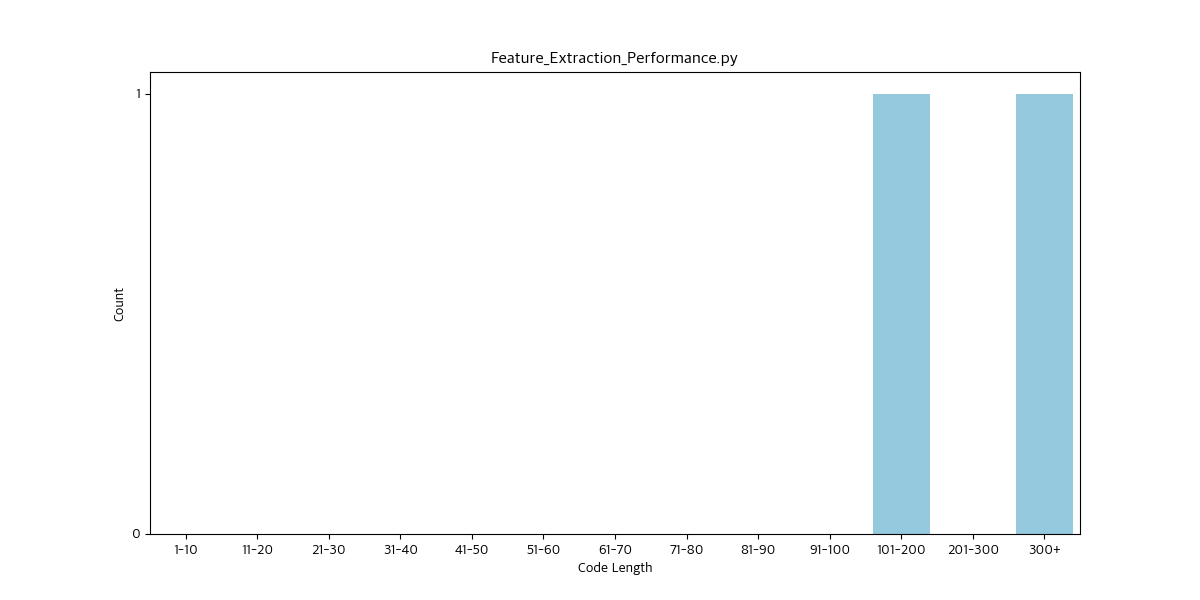 Feature_Extraction_Performance.py
1
Count
0
1-10 11-20 21-30 31-40 41-50 51-60 61-70 71-80 81-90 91-100 101-200 201-300 300+
Code Length